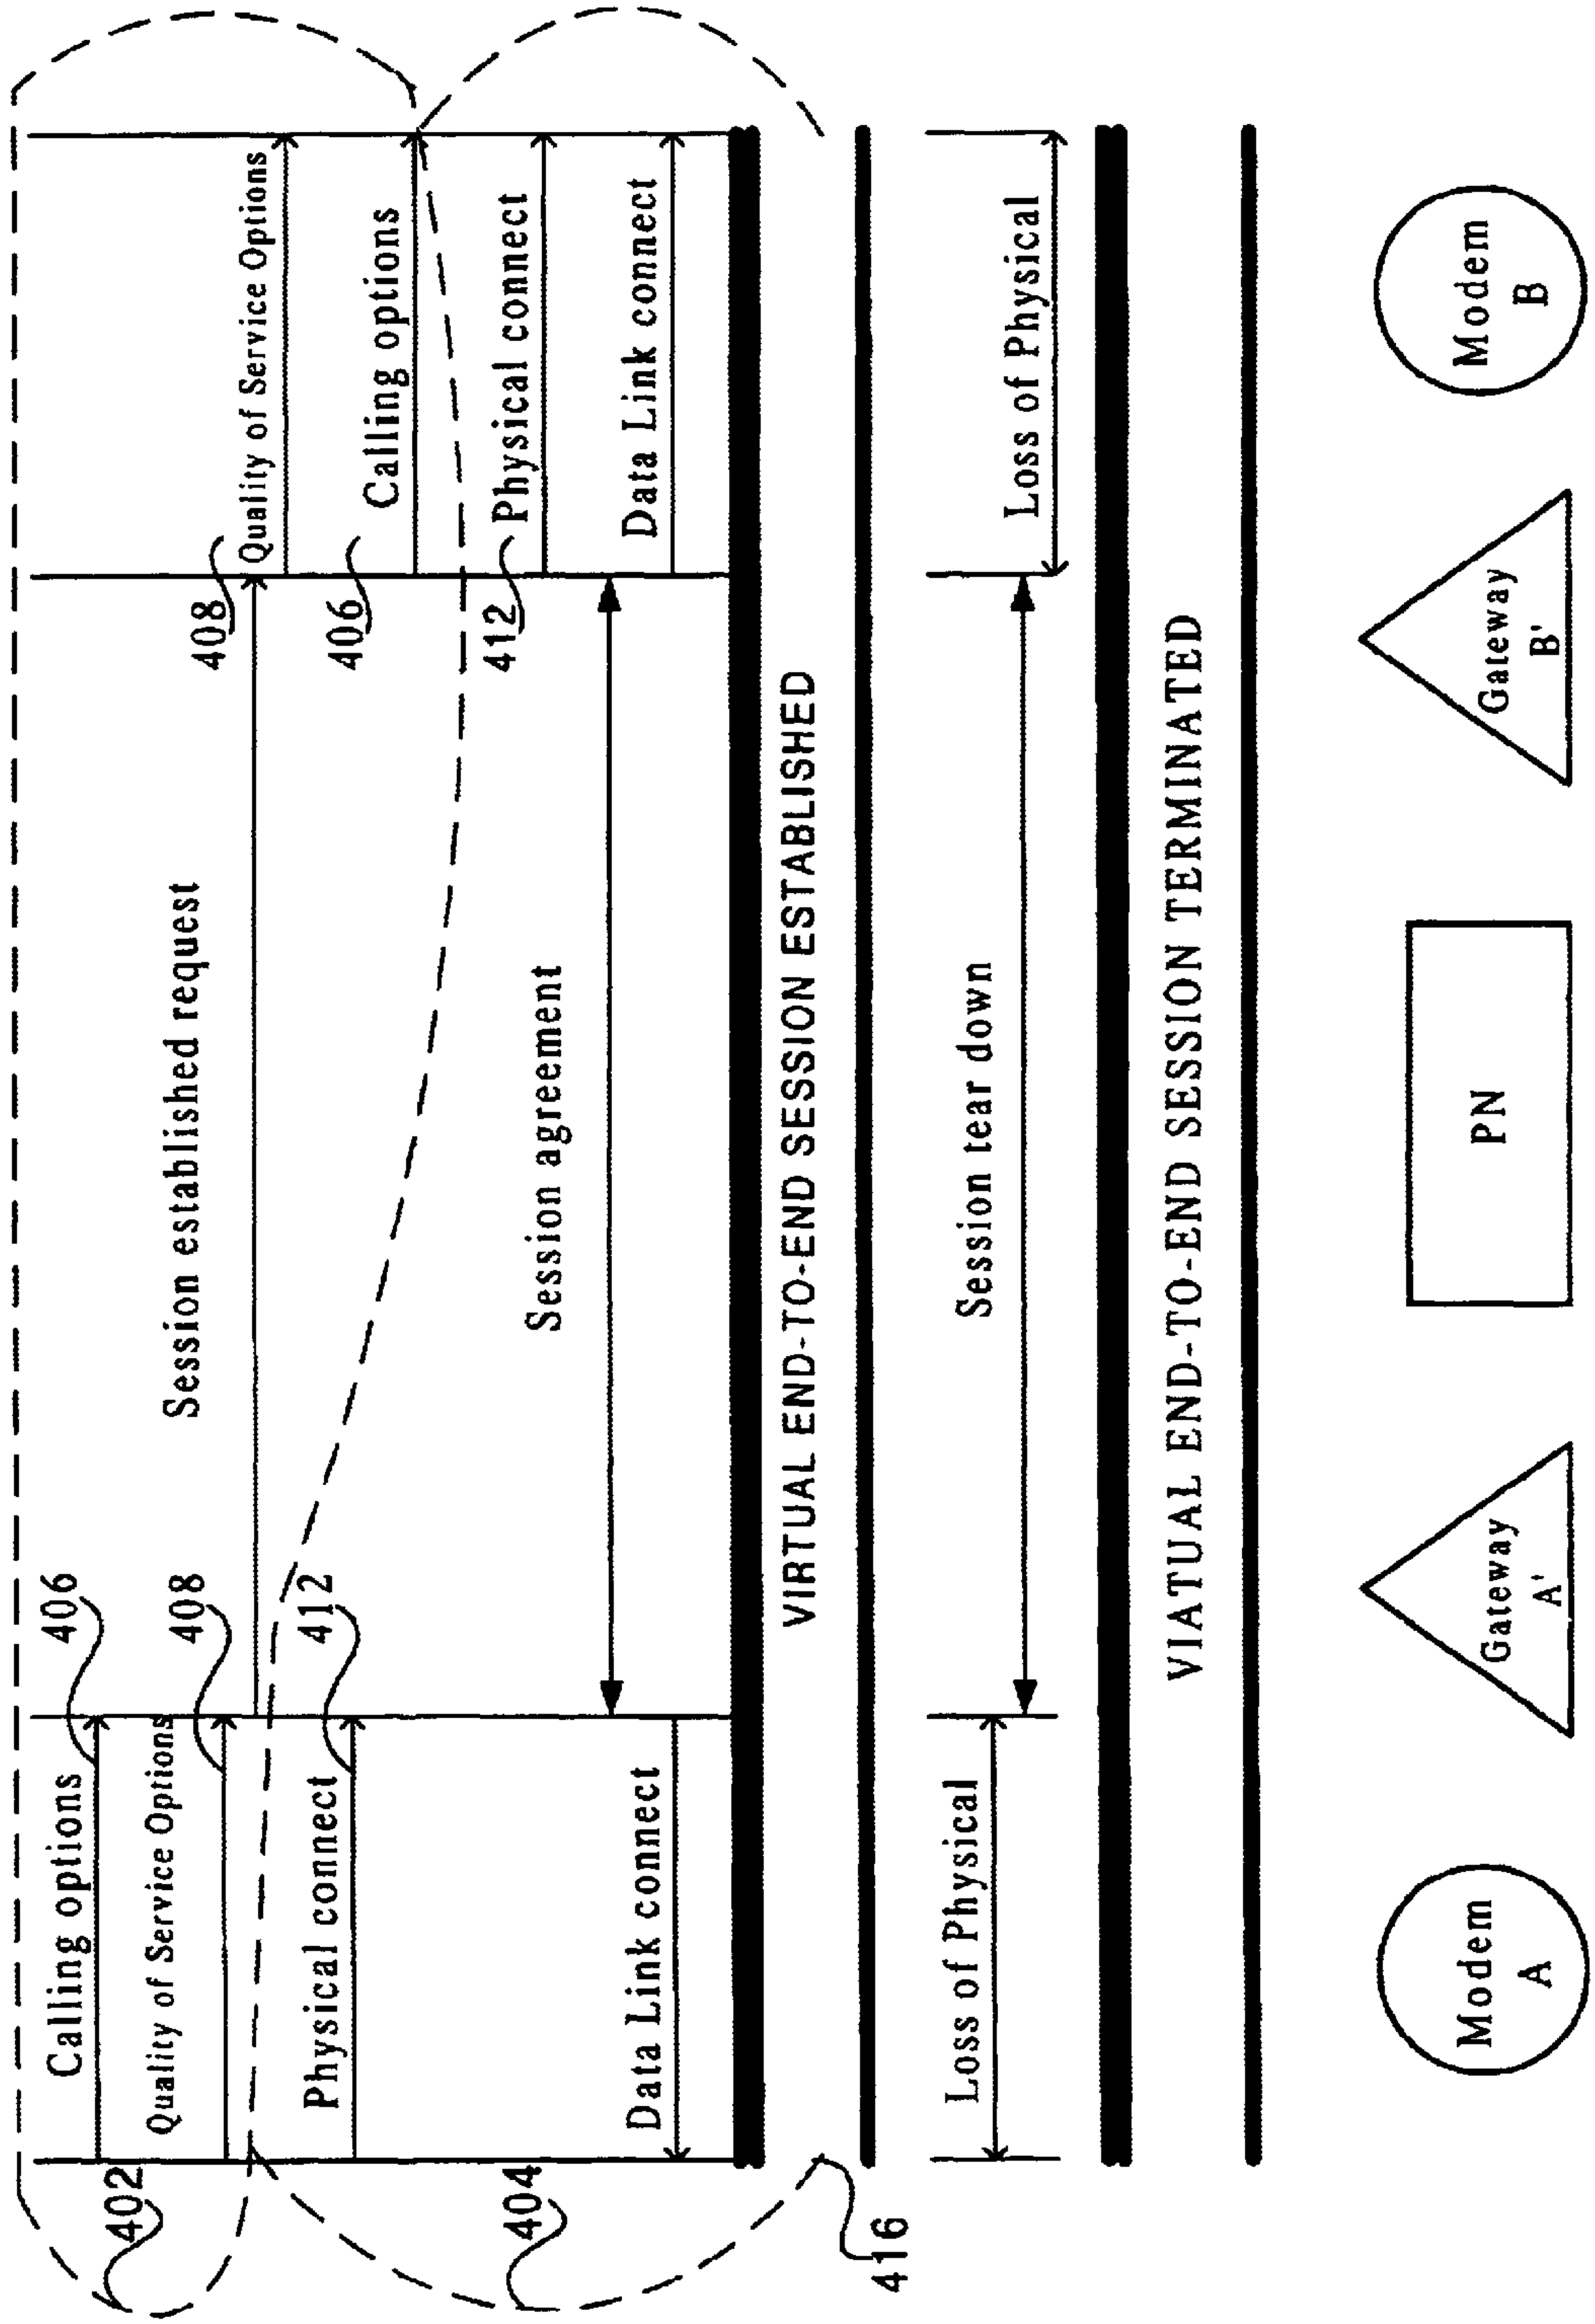 402
404
416
Calling options
406
Quality of Service Options
408
Physical connect
412
Data Link connect
Session established request
Session agreement
408
Quality of Service Options
406
Calling options
412
Physical connect
Data Link connect
VIRTUAL END-TO-END SESSION ESTABLISHED
Loss of Physical
Session tear down
Loss of Physical
VIATUAL END-TO-END SESSION TERMINATED
Modem
A
Gateway
A'
PN
Gateway
B'
Modem
B